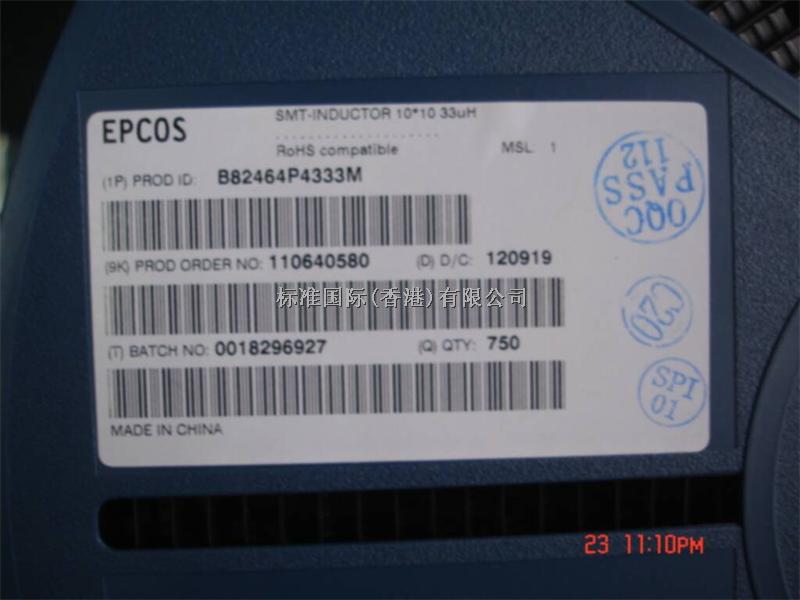 EPCOS
SMT-INDUCTOR 10*10 33uH
RoHS compatible
MSL: 1
(1P) PROD ID: B82464P4333M
(9K) PROD ORDER NO: 110640580 (D) D/C: 120919
标准国际(香港)有限公司
(T) BATCH NO: 0018296927 (Q) QTY: 750
MADE IN CHINA
OQC
PASS
112
C20
SPI
01
23 11:10PM